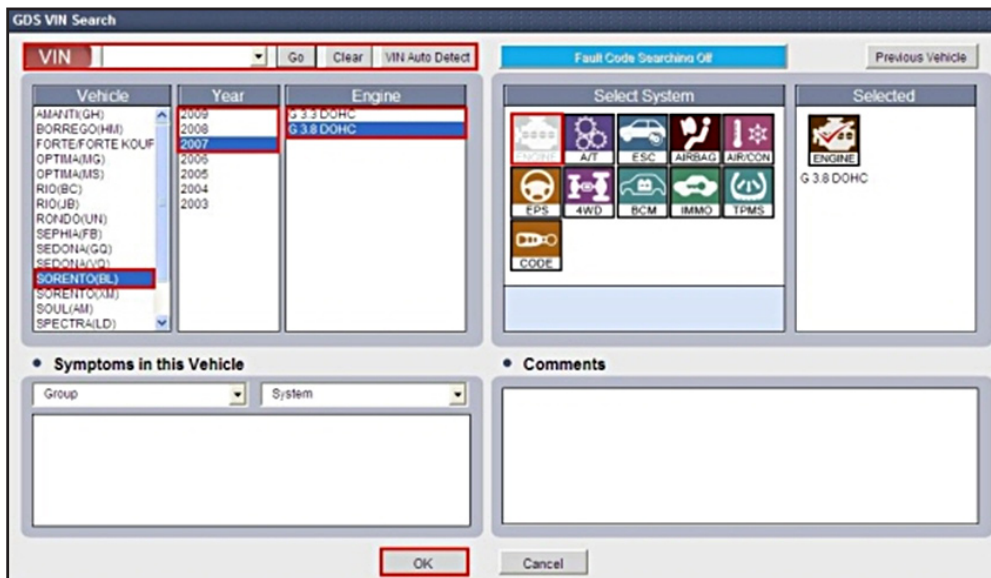 GDS VIN Search
VIN
Go
Clear
VIN Auto Detect
Fault Code Searching Off
Previous Vehicle
Vehicle
AMANTI(GH)
BORREGO(HM)
FORTE/FORTE KOUF
OPTIMA(MG)
OPTIMA(MS)
RIO(BC)
RIO(JB)
RONDO(UN)
SEPHIA(FB)
SEDONA(GQ)
SEDONA(VQ)
SORENTO(BL)
SORENTO(XM)
SOUL(AM)
SPECTRA(LD)
Year
2009
2008
2007
2006
2005
2004
2003
Engine
G 3.3 DOHC
G 3.8 DOHC
Select System
ENGINE
A/T
ESC
AIRBAG
AIR/CON
EPS
4WD
BCM
IMMO
TPMS
CODE
Selected
ENGINE
G 3.8 DOHC
Symptoms in this Vehicle
Group
System
Comments
OK
Cancel